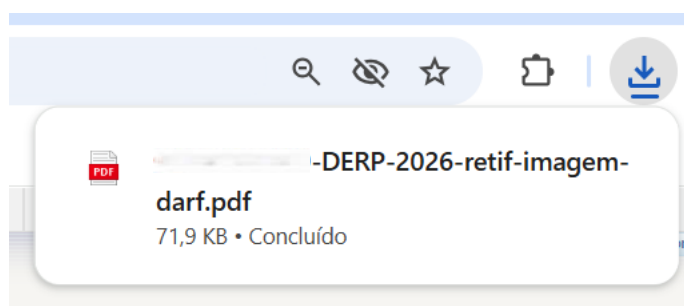 PDF
-DERP-2026-retif-imagem-
darf.pdf
71,9 KB • Concluído